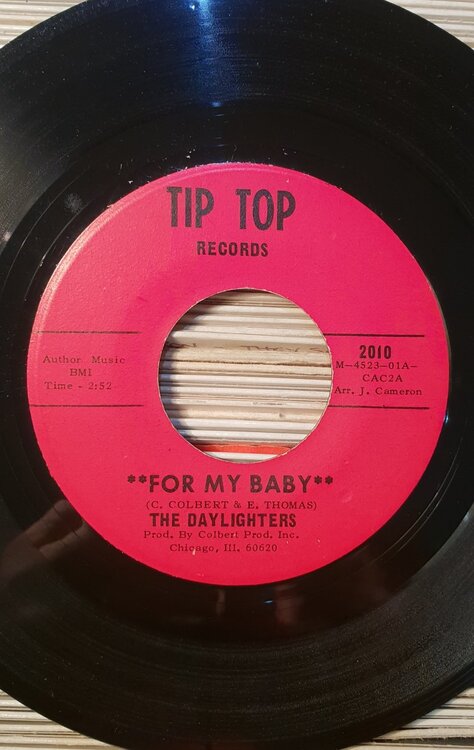 TIP TOP
RECORDS
Author Music
BMI
Time - 2:52
2010
M-4523-01A-
CAC2A
Arr. J. Cameron
**FOR MY BABY**
(C. COLBERT & E. THOMAS)
THE DAYLIGHTERS
Prod. By Colbert Prod. Inc.
Chicago, Ill. 60620